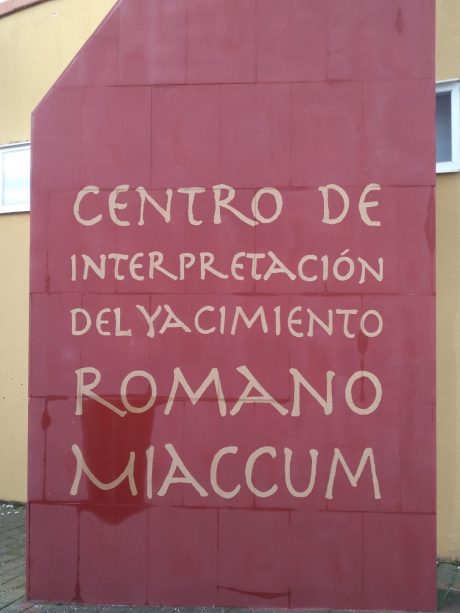 CENTRO DE
INTERPRETACIÓN
DEL YACIMIENTO
ROMANO
MIACCUM